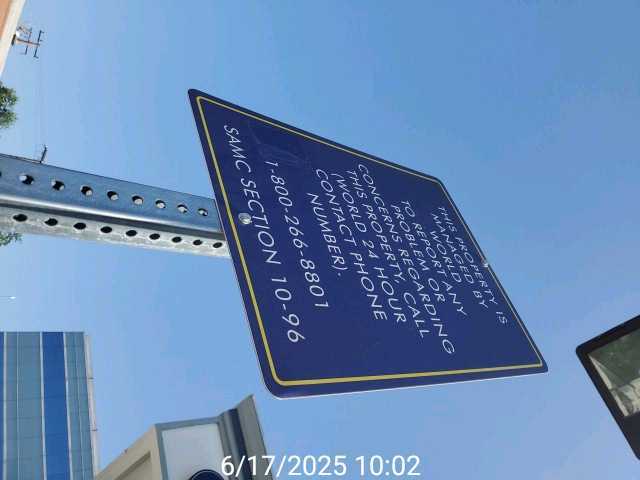 THIS PROPERTY IS
MANAGED BY
WORLD ANY
TO REPORT OR
PROBLEM REGARDING
CONCERNS PROPERTY, CALL
THIS 24 HOUR
(WORLD PHONE
CONTACT
NUMBER).
1-800-266-8801
SAMC SECTION 10-96
6/17/2025 10:02